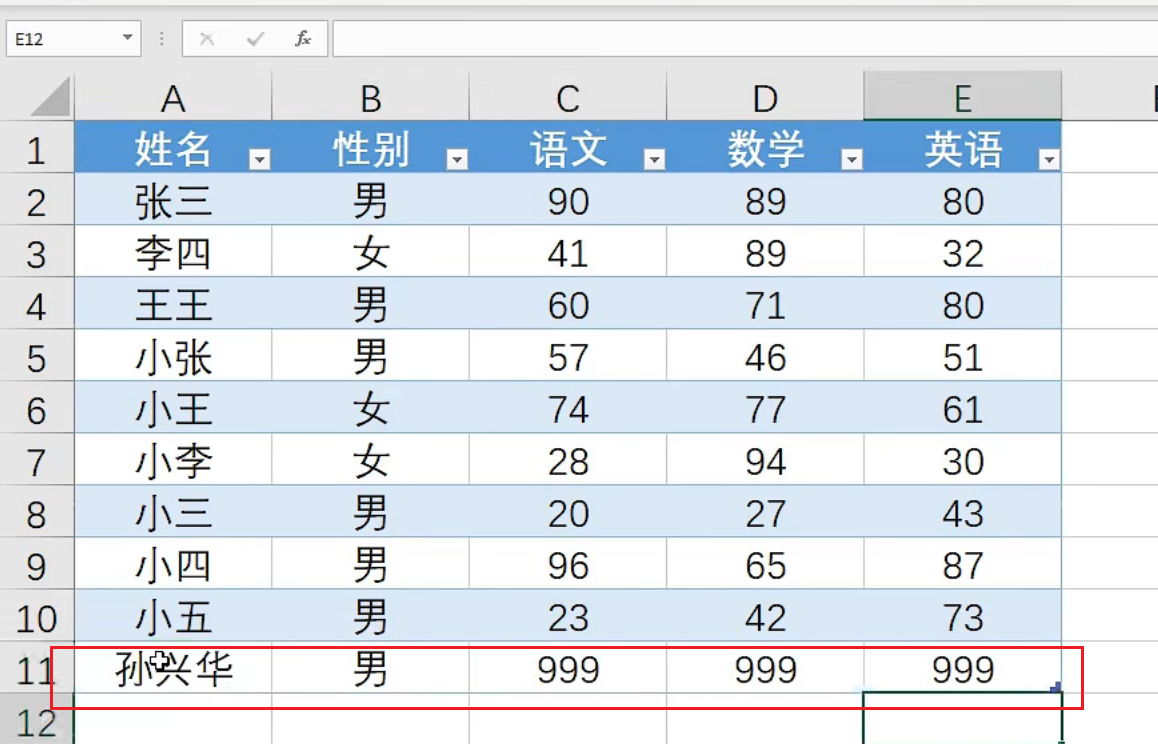 E12 fx
A B C D E
1 姓名 性别 语文 数学 英语
2 张三 男 90 89 80
3 李四 女 41 89 32
4 王王 男 60 71 80
5 小张 男 57 46 51
6 小王 女 74 77 61
7 小李 女 28 94 30
8 小三 男 20 27 43
9 小四 男 96 65 87
10 小五 男 23 42 73
11 孙兴华 男 999 999 999
12